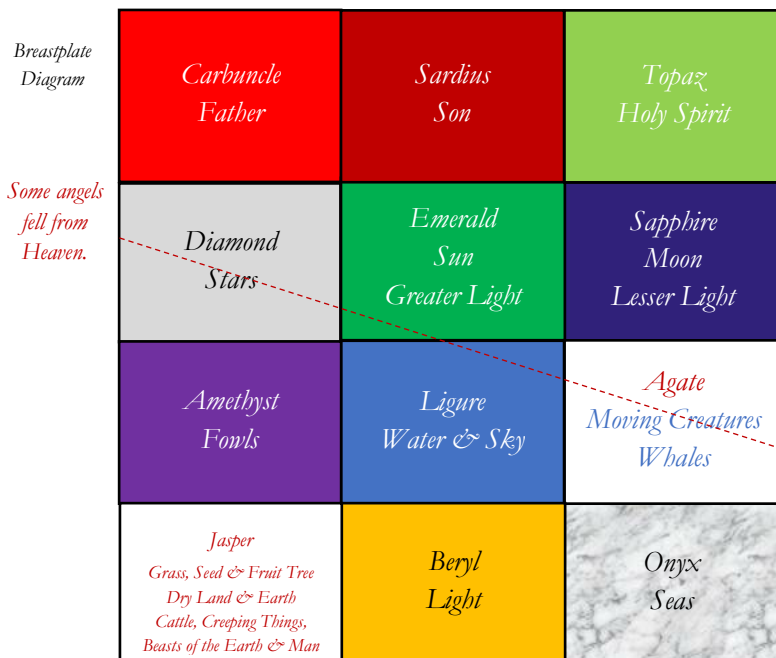 Breastplate
Diagram
Carbuncle
Father
Sardius
Son
Topaz
Holy Spirit
Some angels
fell from
Heaven.
Diamond
Stars
Emerald
Sun
Greater Light
Sapphire
Moon
Lesser Light
Amethyst
Fowls
Ligure
Water & Sky
Agate
Moving Creatures
Whales
Jasper
Grass, Seed & Fruit Tree
Dry Land & Earth
Cattle, Creeping Things,
Beasts of the Earth & Man
Beryl
Light
Onyx
Seas